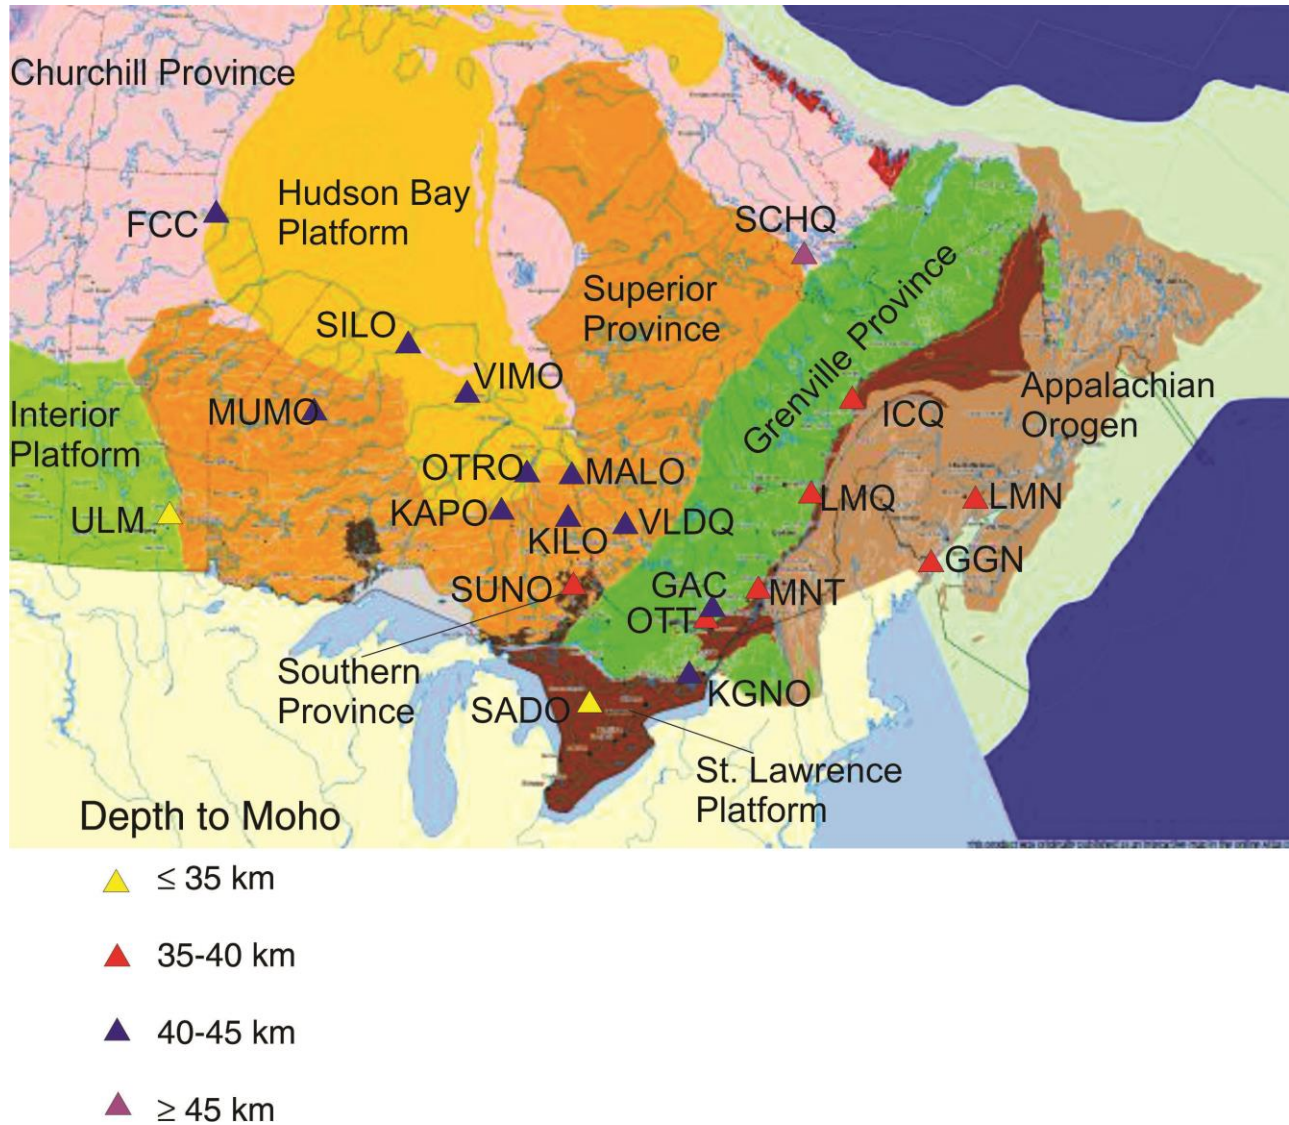 Churchill Province
Hudson Bay
Platform
FCC
SCHQ
Superior
Province
SILO
VIMO
Grenville Province
Interior
Platform
MUMO
ICQ
Appalachian
Orogen
OTRO
MALO
ULM
KAPO
KILO
VLDQ
LMQ
LMN
SUNO
GAC
OTT
MNT
GGN
Southern
Province
SADO
KGNO
St. Lawrence
Platform
Depth to Moho
≤ 35 km
35-40 km
40-45 km
≥ 45 km